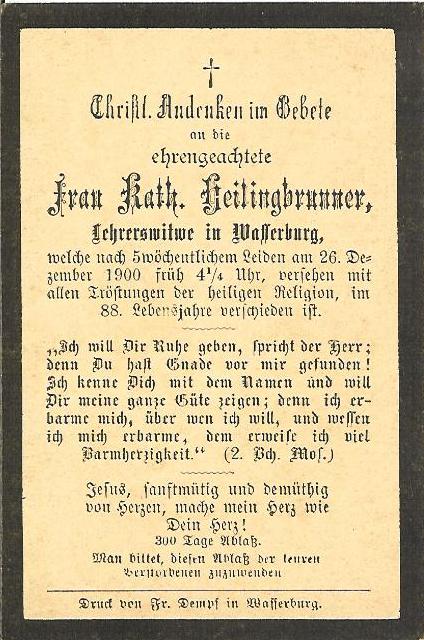 Christl. Andenken im Gebete
an die
ehrengeachtete
Frau Kath. Heilingbrunner,
Lehrerswitwe in Wasserburg,
welche nach 5wöchentlichem Leiden am 26. De-
zember 1900 früh 4¼ Uhr, versehen mit
allen Tröstungen der heiligen Religion, im
88. Lebensjahre verschieden ist.
„Ich will Dir Ruhe geben, spricht der Herr;
denn Du hast Gnade vor mir gefunden!
Ich kenne Dich mit dem Namen und will
Dir meine ganze Güte zeigen; denn ich er-
barme mich, über wen ich will, und wessen
ich mich erbarme, dem erweise ich viel
Barmherzigkeit.“ (2. Bch. Mos.)
Jesus, sanftmütig und demüthig
von Herzen, mache mein Herz wie
Dein Herz!
300 Tage Ablaß.
Man bittet, diesen Ablaß der teuren
Verstorbenen zuzuwenden
Druck von Fr. Dempf in Wasserburg.